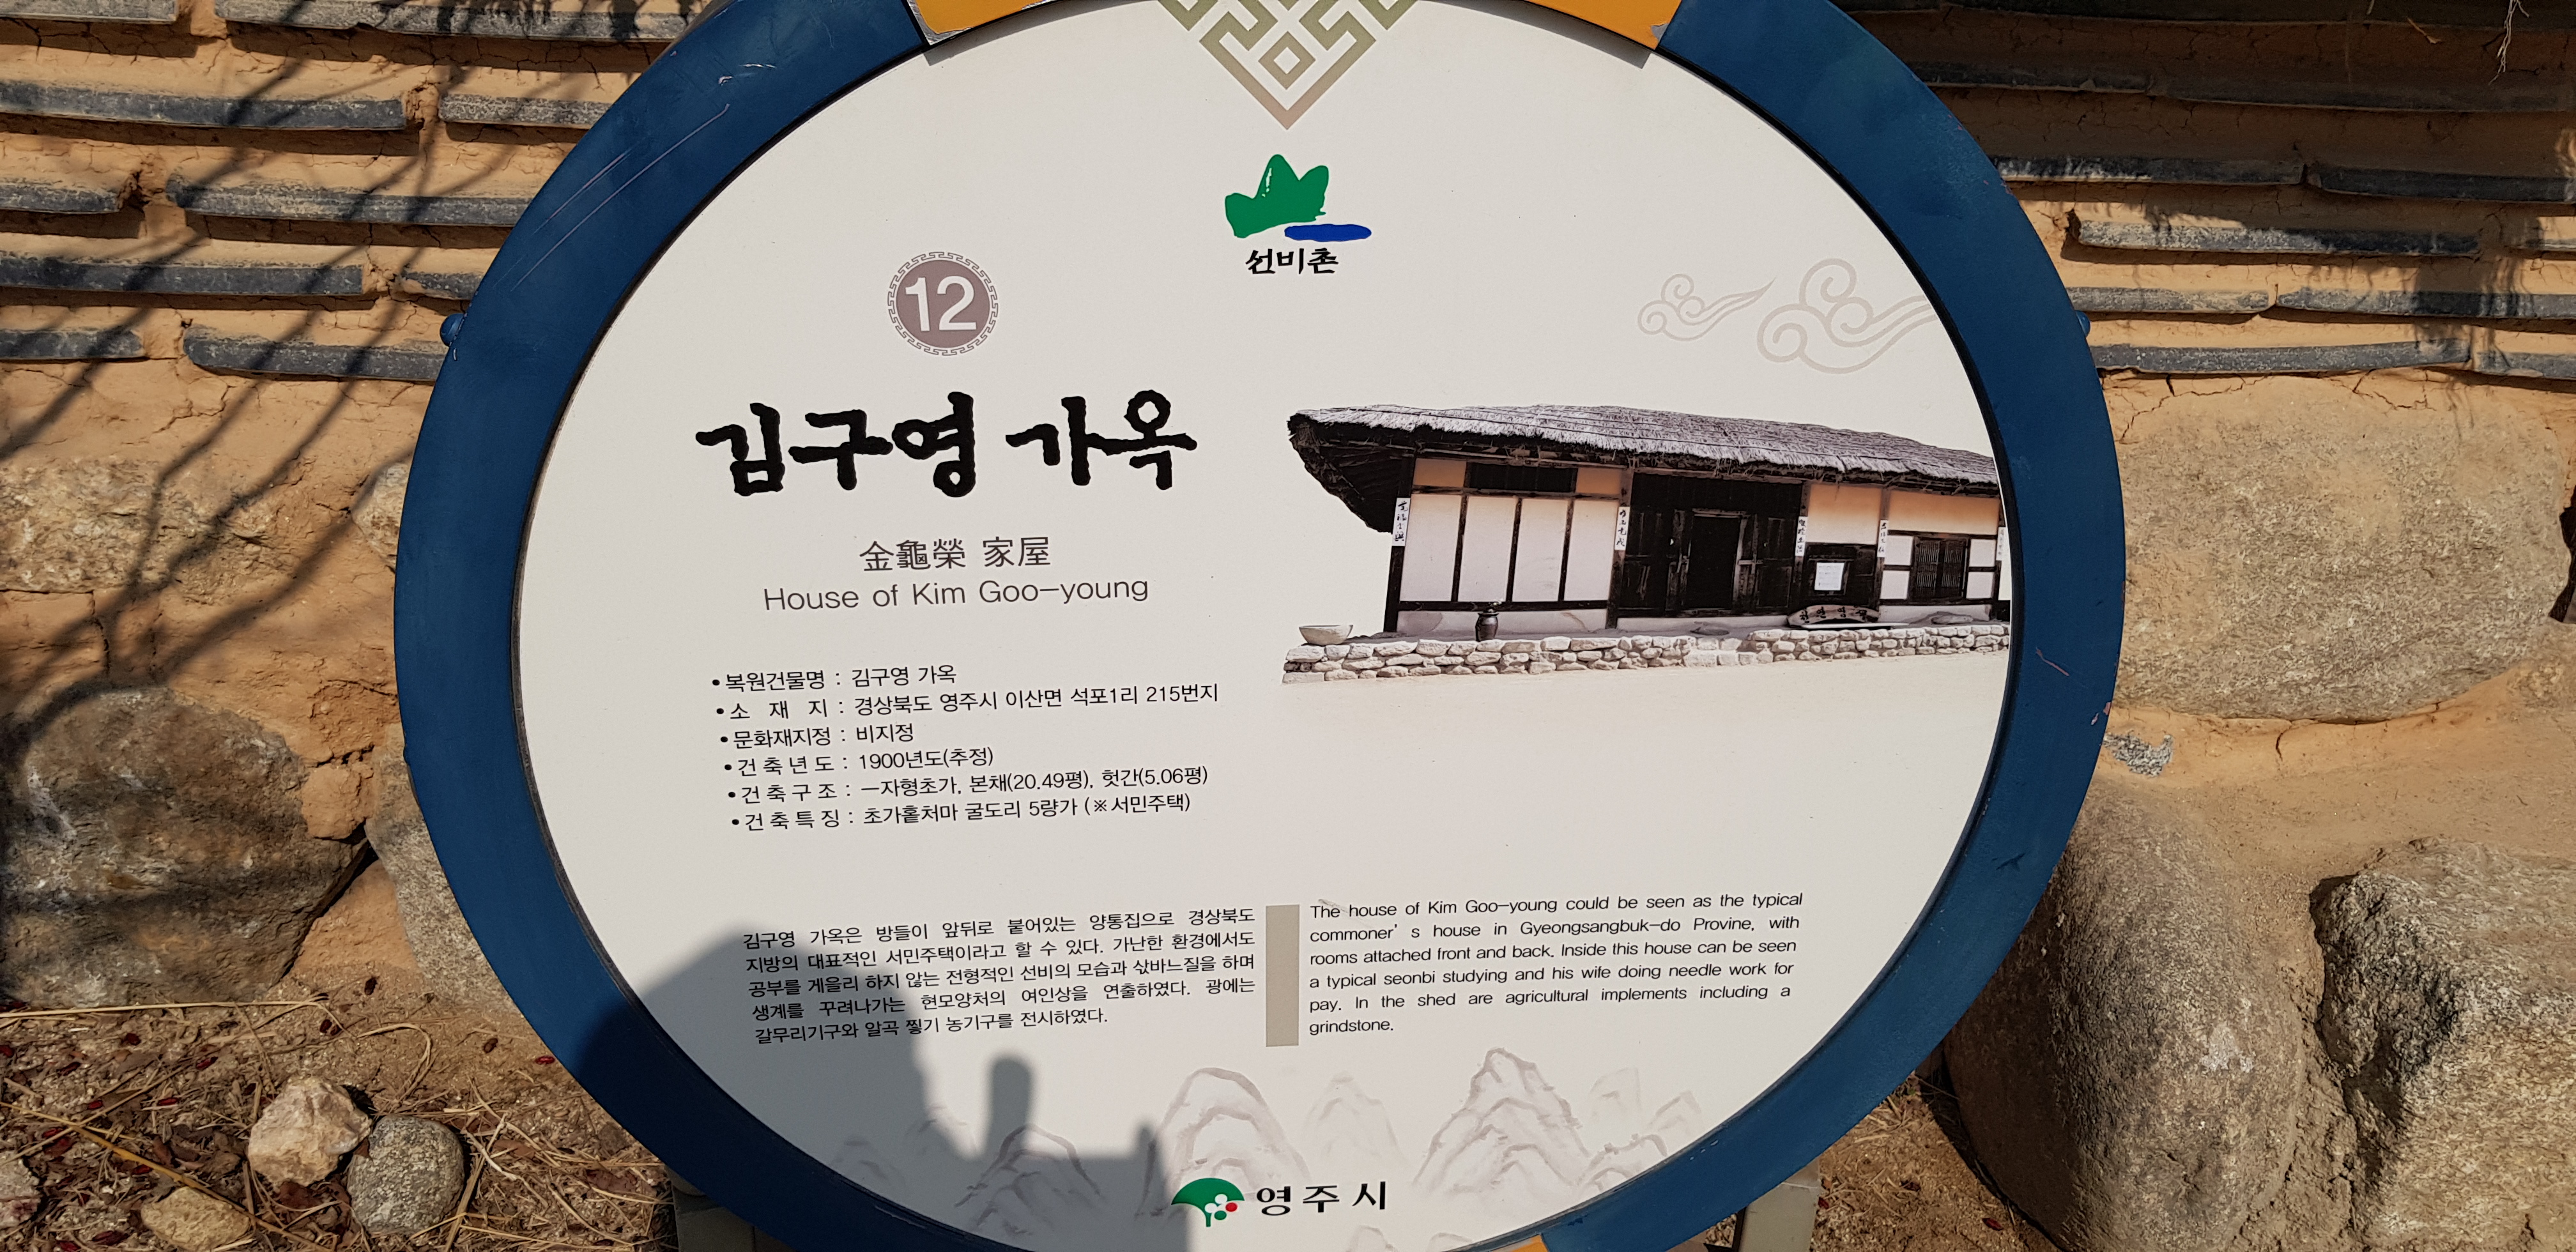 선비촌
12
김구영 가옥
金龜榮 家屋
House of Kim Goo-young
• 복원건물명 : 김구영 가옥
• 소 재 지 : 경상북도 영주시 이산면 석포1리 215번지
• 문화재지정 : 비지정
• 건 축 년 도 : 1900년도(추정)
• 건 축 구 조 : ㅡ자형초가, 본채(20.49평), 헛간(5.06평)
• 건 축 특 징 : 초가홑처마 굴도리 5량가 (※서민주택)
김구영 가옥은 방들이 앞뒤로 붙어있는 양통집으로 경상북도
지방의 대표적인 서민주택이라고 할 수 있다. 가난한 환경에서도
공부를 게을리 하지 않는 전형적인 선비의 모습과 삯바느질을 하며
생계를 꾸려나가는 현모양처의 여인상을 연출하였다. 광에는
갈무리기구와 알곡 찧기 농기구를 전시하였다.
The house of Kim Goo-young could be seen as the typical
commoner's house in Gyeongsangbuk-do Provine, with
rooms attached front and back. Inside this house can be seen
a typical seonbi studying and his wife doing needle work for
pay. In the shed are agricultural implements including a
grindstone.
영주시